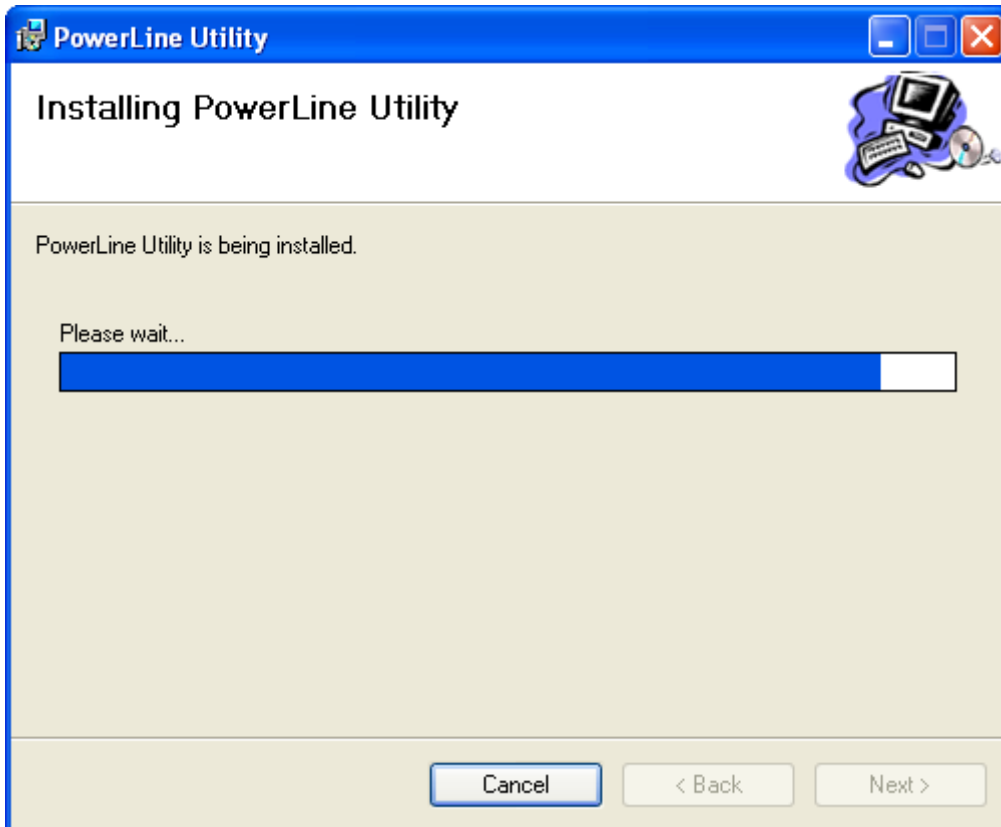 PowerLine Utility
Installing PowerLine Utility
PowerLine Utility is being installed.
Please wait...
Cancel
< Back
Next >